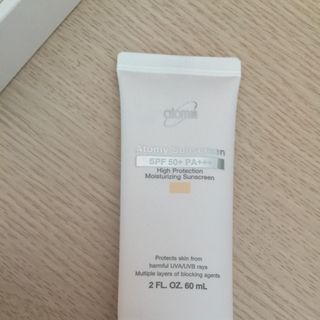 atomy
Atomy Sunscreen
SPF 50+ PA+++
High Protection
Moisturizing Sunscreen
Protects skin from
harmful UVA/UVB rays
Multiple layers of blocking agents
2 FL. OZ. 60 mL